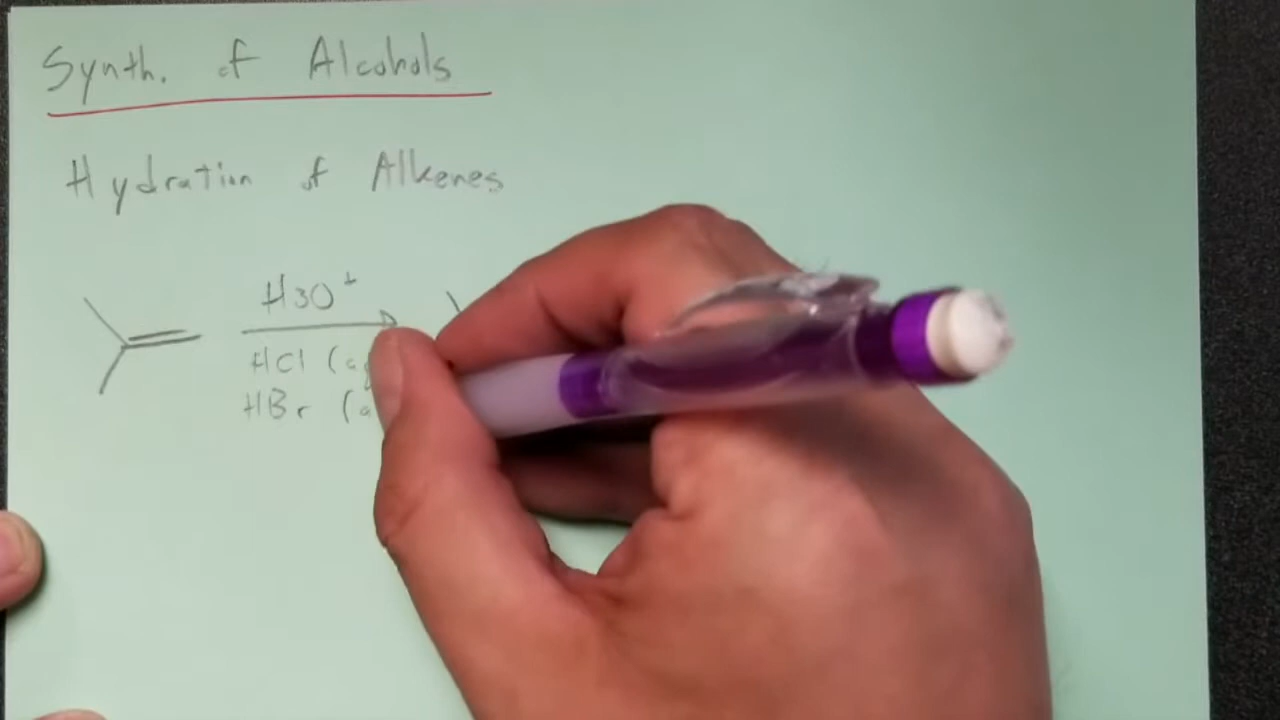 Synth. of Alcohols
Hydration of Alkenes
H3O+
HCl (a
HBr (a